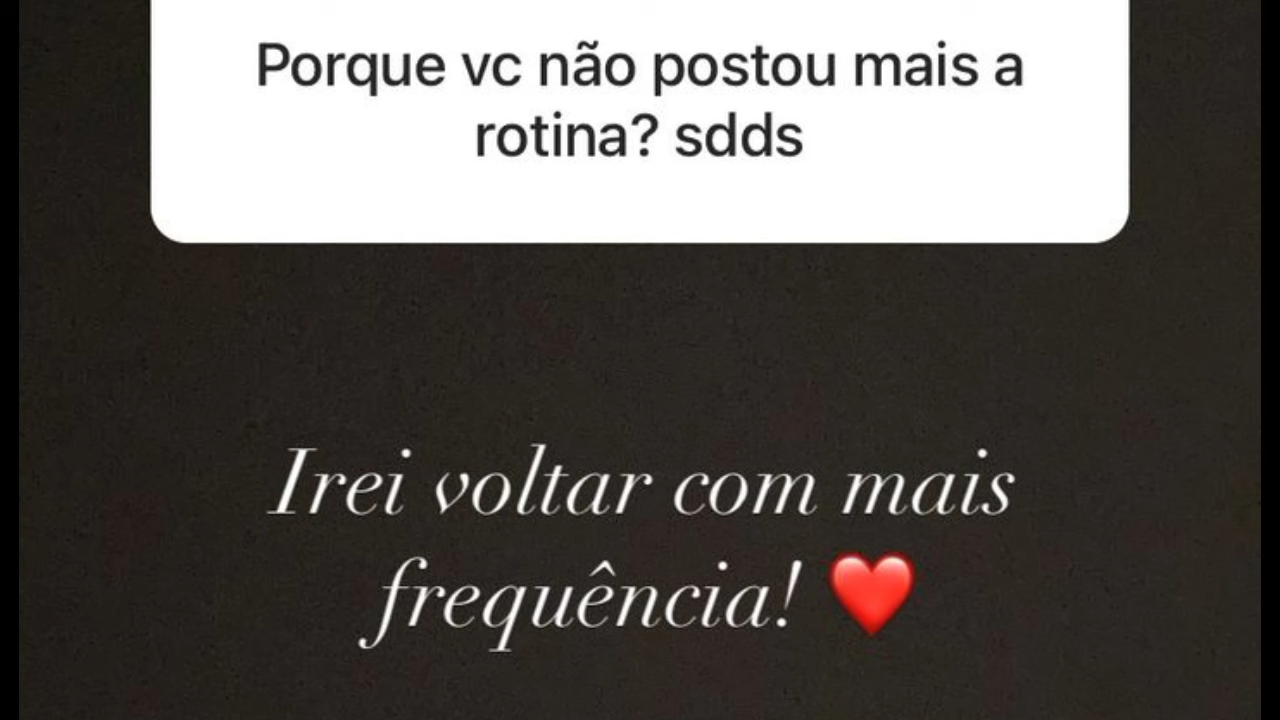 Porque vc não postou mais a
rotina? sdds
Irei voltar com mais
frequência! ❤️